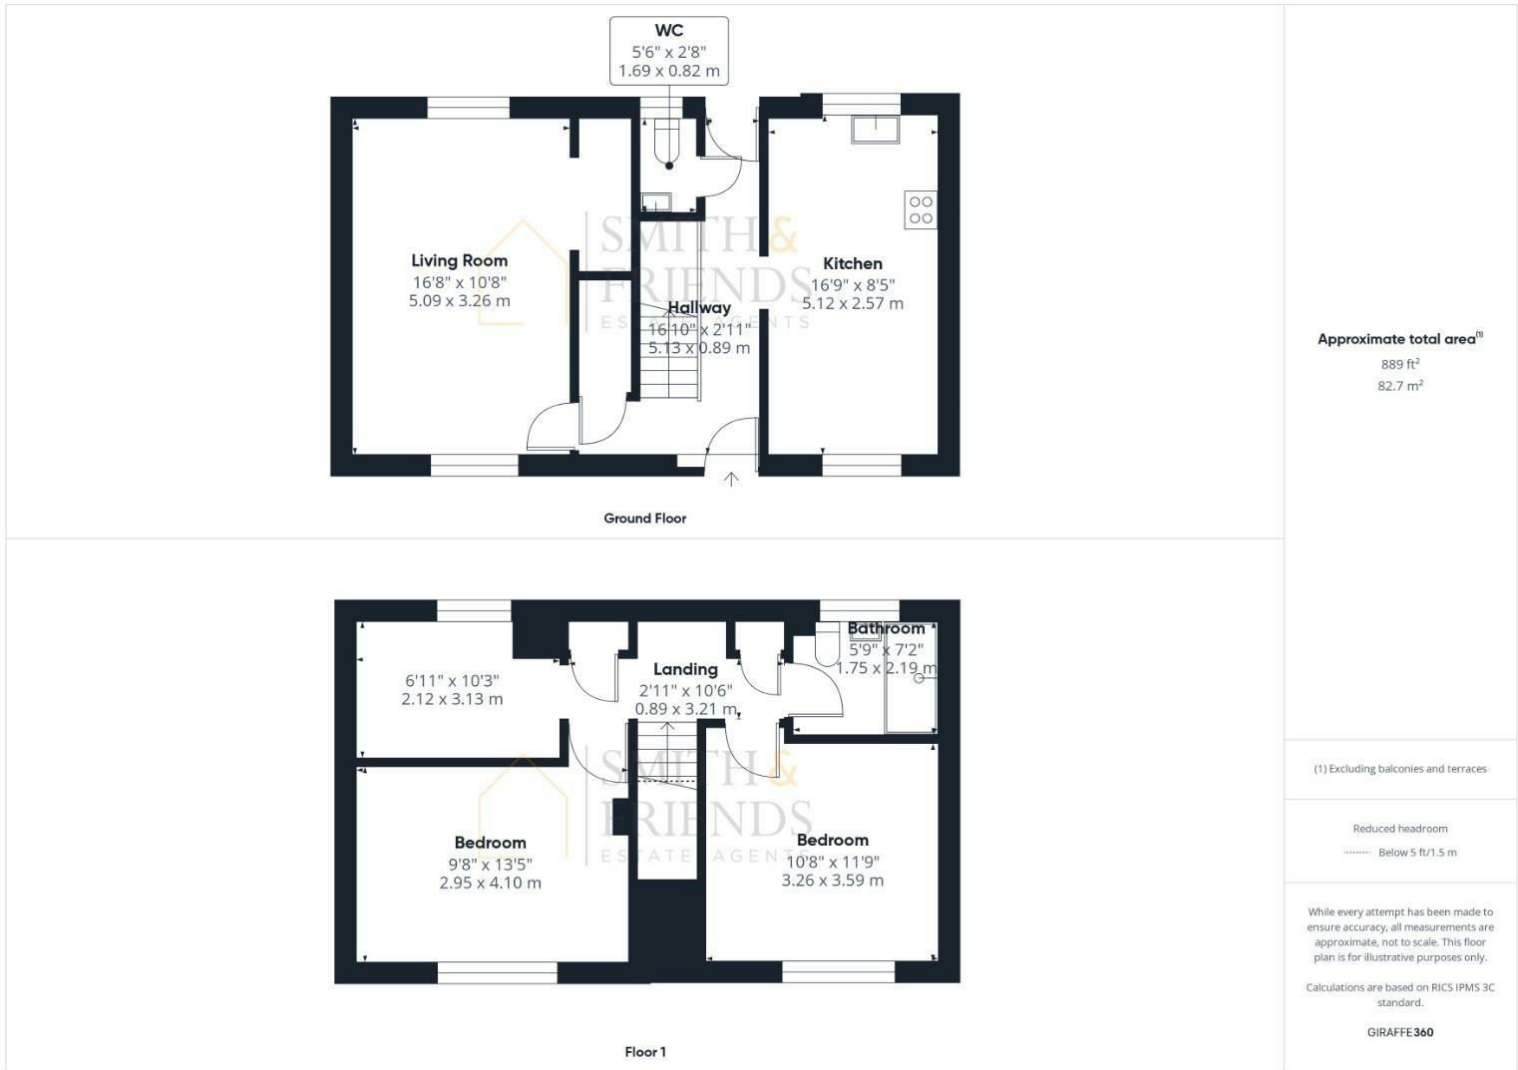 WC
5'6" x 2'8"
1.69 x 0.82 m
Living Room
16'8" x 10'8"
5.09 x 3.26 m
SMITH &
FRIENDS
ESTATE AGENTS
Hallway
16'10" x 2'11"
5.13 x 0.89 m
Kitchen
16'9" x 8'5"
5.12 x 2.57 m
Ground Floor
6'11" x 10'3"
2.12 x 3.13 m
Landing
2'11" x 10'6"
0.89 x 3.21 m
Bathroom
5'9" x 7'2"
1.75 x 2.19 m
SMITH &
FRIENDS
ESTATE AGENTS
Bedroom
9'8" x 13'5"
2.95 x 4.10 m
Bedroom
10'8" x 11'9"
3.26 x 3.59 m
Floor 1
Approximate total area(1)
889 ft²
82.7 m²
(1) Excluding balconies and terraces
Reduced headroom
Below 5 ft/1.5 m
While every attempt has been made to
ensure accuracy, all measurements are
approximate, not to scale. This floor
plan is for illustrative purposes only.
Calculations are based on RICS IPMS 3C
standard.
GIRAFFE360